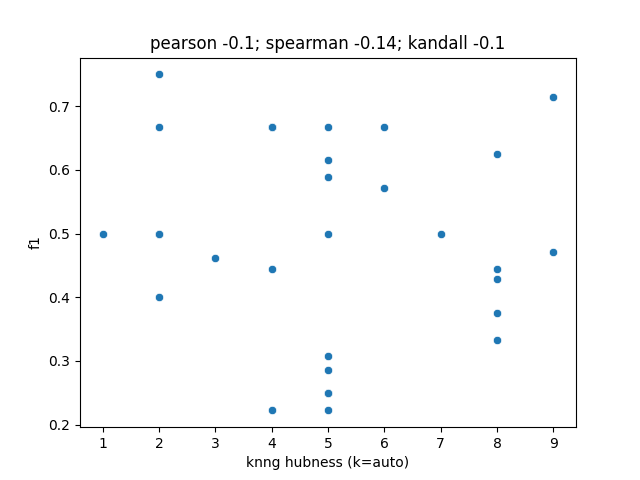 pearson -0.1; spearman -0.14; kandall -0.1
0.7
0.6
0.5
0.4
0.3
0.2
f1
1 2 3 4 5 6 7 8 9
knng hubness (k=auto)